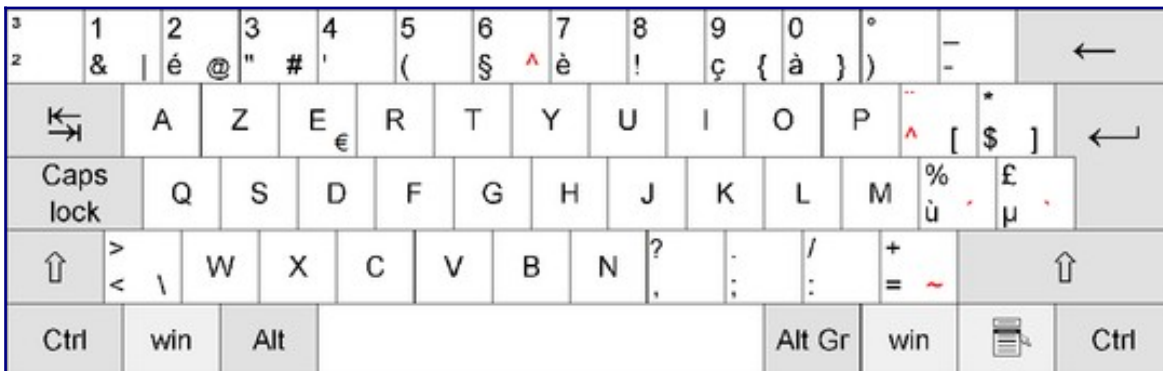 3 1 2 3 4 5 6 7 8 9 0 ° _
² & | é @ " # ' ( § ^ è ! ç { à } ) - ←
A Z E € R T Y U I O P ¨ ^ [ * $ ]
Caps lock Q S D F G H J K L M % ù ´ £ µ `
> < \ W X C V B N ? , . ; / : + = ~
Ctrl win Alt Alt Gr win Ctrl